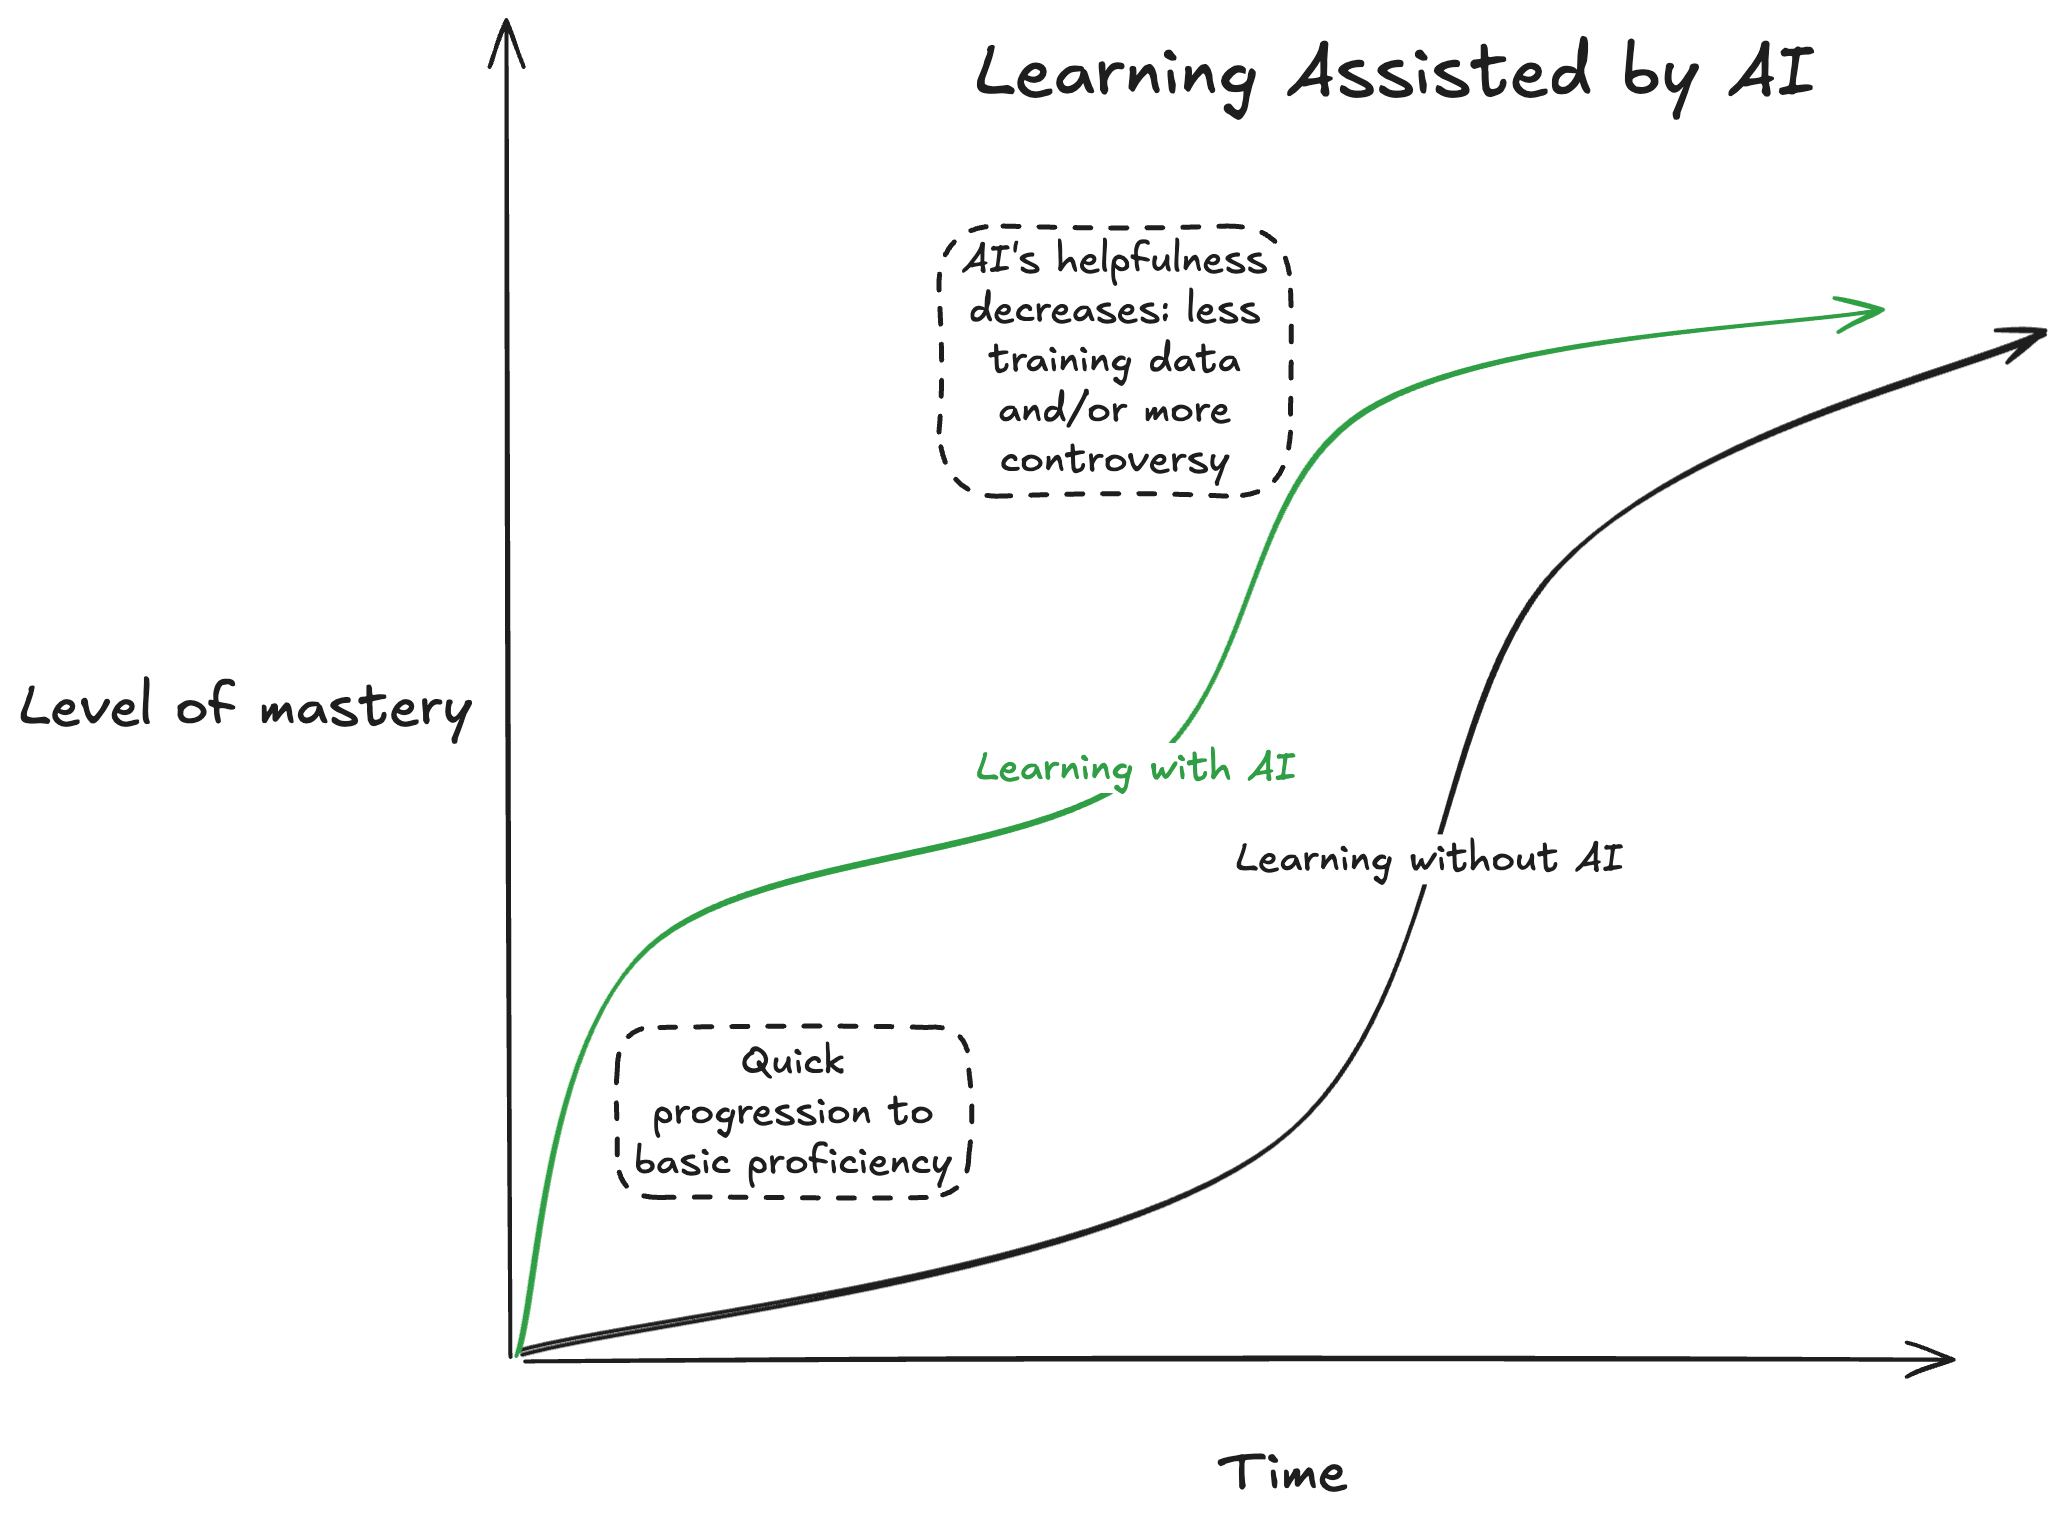 Learning Assisted by AI
AI's helpfulness
decreases: less
training data
and/or more
controversy
Level of mastery
Learning with AI
Learning without AI
Quick
progression to
basic proficiency
Time